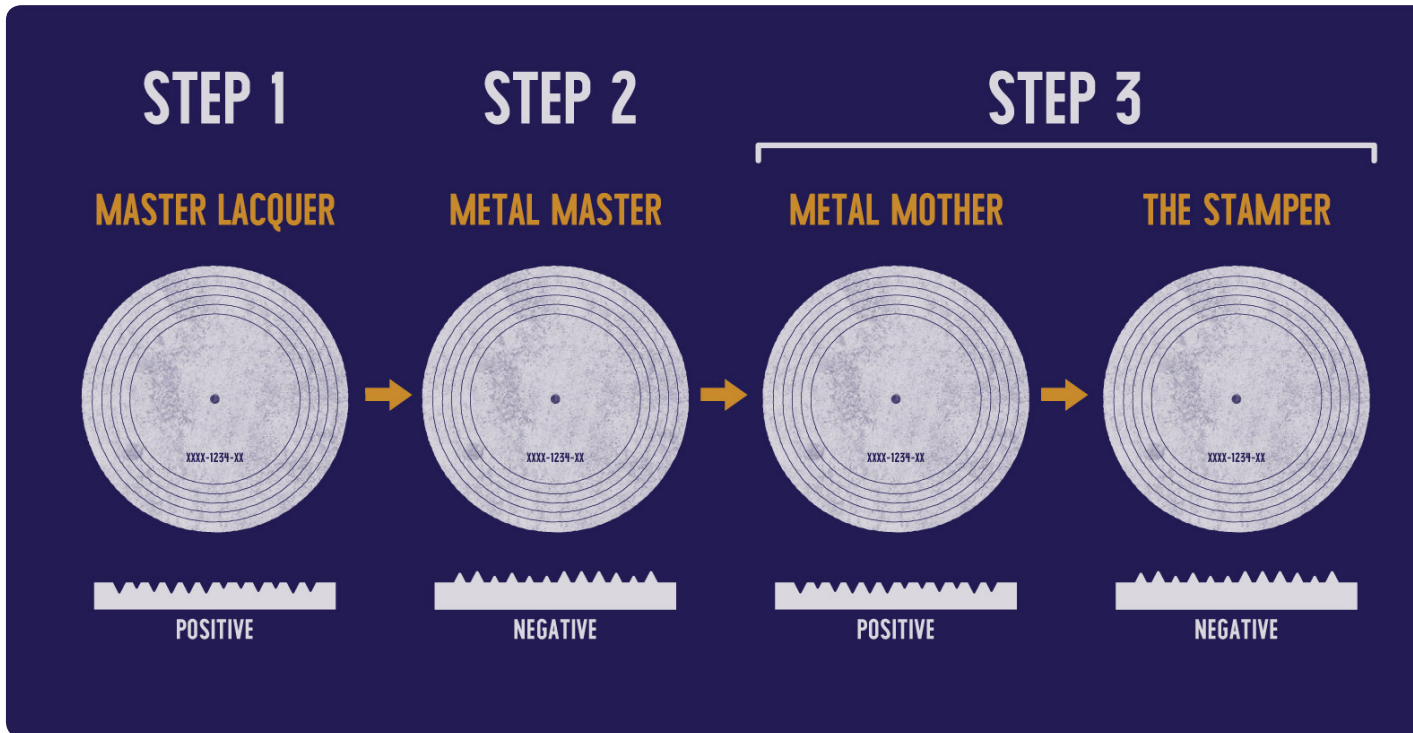 STEP 1
STEP 2
STEP 3
MASTER LACQUER
METAL MASTER
METAL MOTHER
THE STAMPER
XXXX-1234-XX
XXXX-1234-XX
XXXX-1234-XX
XXXX-1234-XX
POSITIVE
NEGATIVE
POSITIVE
NEGATIVE